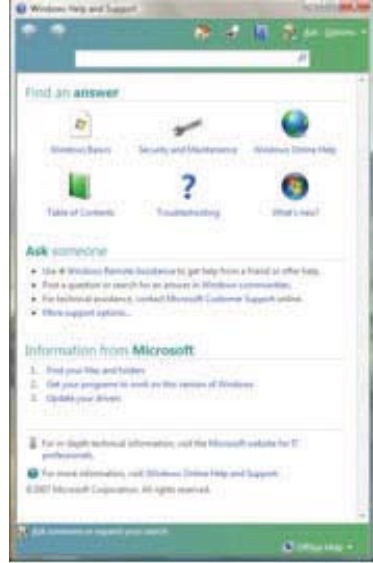 Windows Help and Support
Ask Options
Find an answer
Windows Basics
Security and Maintenance
Windows Online Help
Table of Contents
Troubleshooting
What's new?
Ask someone
Use Windows Remote Assistance to get help from a friend or offer help.
Post a question or search for an answer in Windows communities.
For technical assistance, contact Microsoft Customer Support online.
More support options...
Information from Microsoft
1. Find your files and folders
2. Get your programs to work on this version of Windows
3. Update your drivers
For in-depth technical information, visit the Microsoft website for IT
professionals.
For more information, visit Windows Online Help and Support.
©2007 Microsoft Corporation. All rights reserved.
Ask someone or expand your search
Offline Help